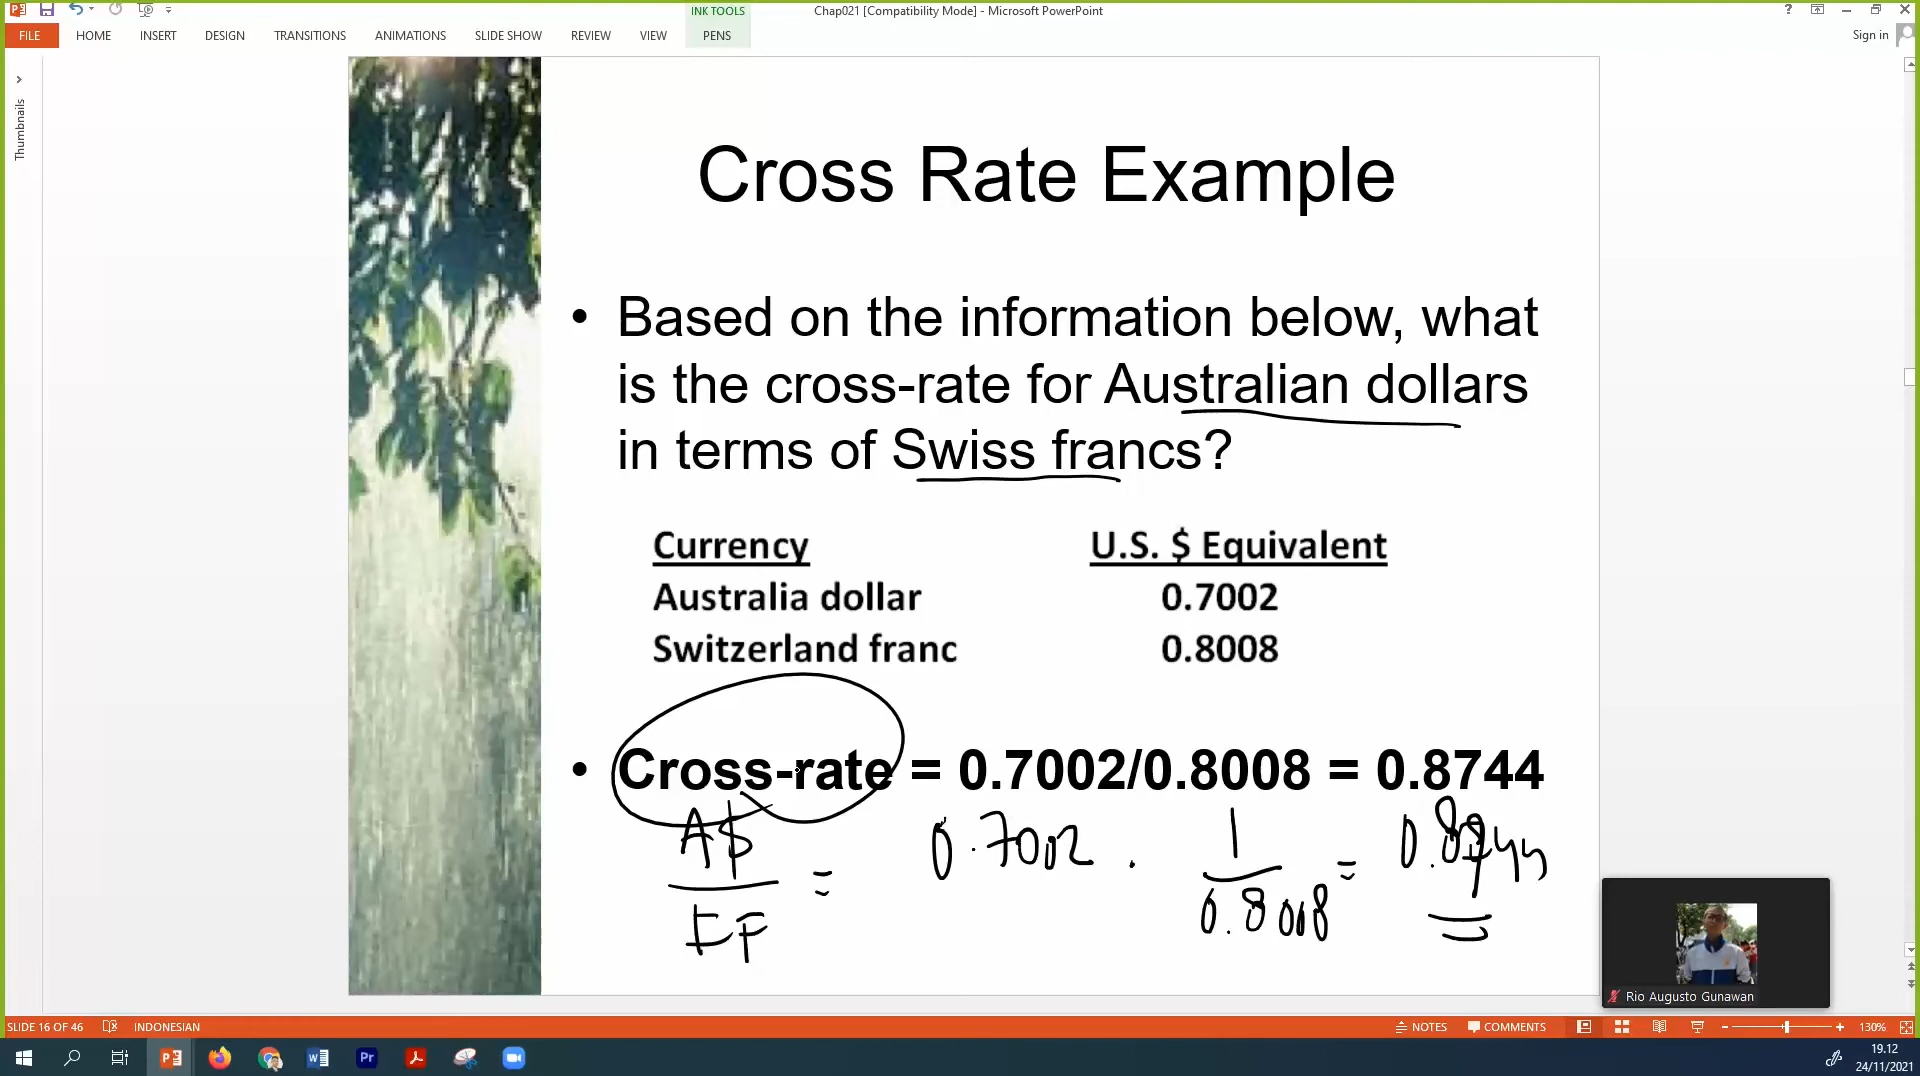 INK TOOLS
Chap021 [Compatibility Mode] - Microsoft PowerPoint
?
FILE HOME INSERT DESIGN TRANSITIONS ANIMATIONS SLIDE SHOW REVIEW VIEW PENS
Sign in
Thumbnails
Cross Rate Example
• Based on the information below, what
is the cross-rate for Australian dollars
in terms of Swiss francs?
Currency U.S. $ Equivalent
Australia dollar 0.7002
Switzerland franc 0.8008
• Cross-rate = 0.7002/0.8008 = 0.8744
A$ = 0.7002 . 1 = 0.8744
0.8008
Rio Augusto Gunawan
SLIDE 16 OF 46 INDONESIAN NOTES COMMENTS 130%
19.12
24/11/2021